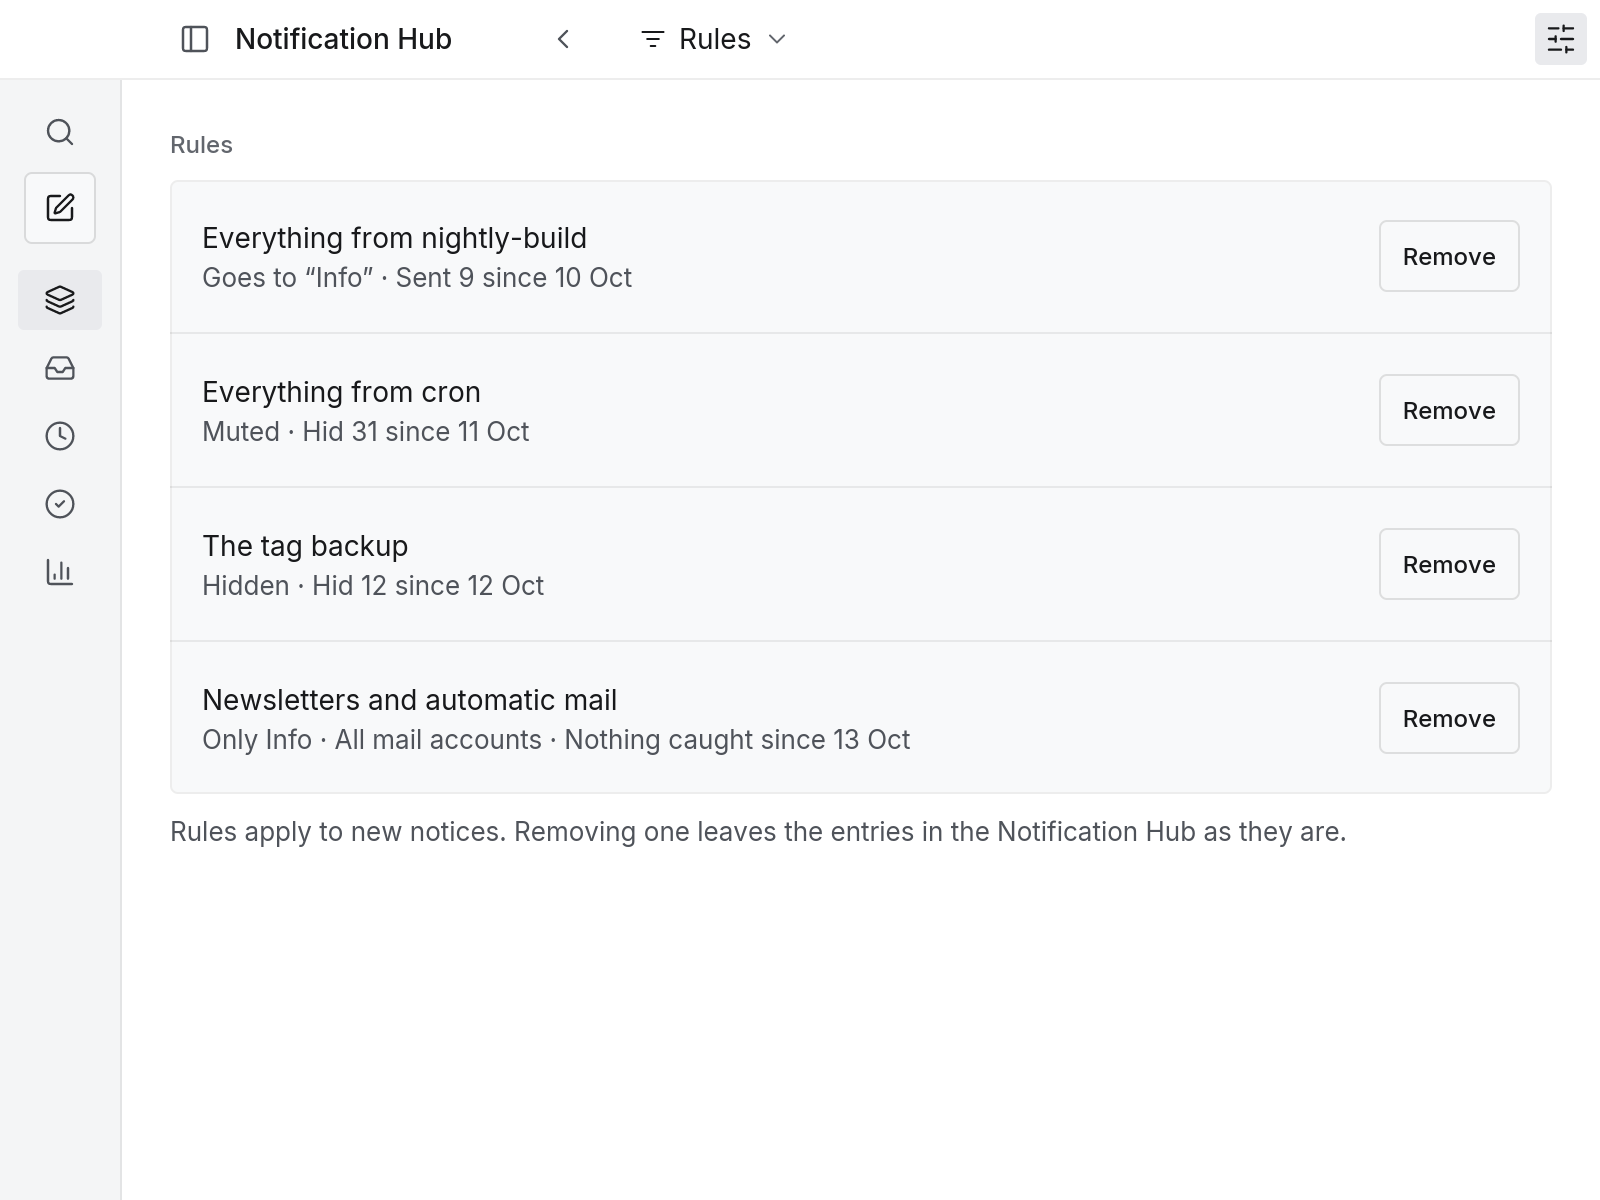 Notification Hub
Rules
Rules
Everything from nightly-build
Goes to “Info” · Sent 9 since 10 Oct
Remove
Everything from cron
Muted · Hid 31 since 11 Oct
Remove
The tag backup
Hidden · Hid 12 since 12 Oct
Remove
Newsletters and automatic mail
Only Info · All mail accounts · Nothing caught since 13 Oct
Remove
Rules apply to new notices. Removing one leaves the entries in the Notification Hub as they are.